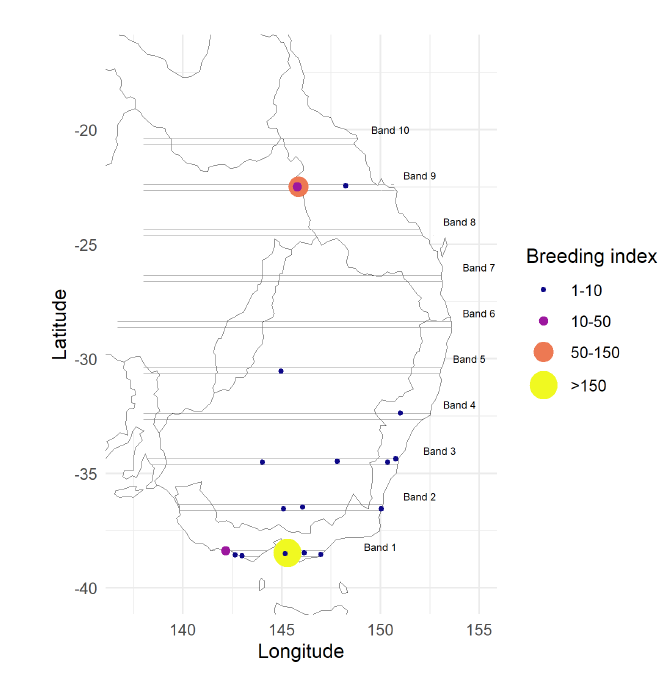 -20
-25
-30
-35
-40
Latitude
Band 10
Band 9
Band 8
Band 7
Band 6
Band 5
Band 4
Band 3
Band 2
Band 1
140
145
150
155
Longitude
Breeding index
1-10
10-50
50-150
>150